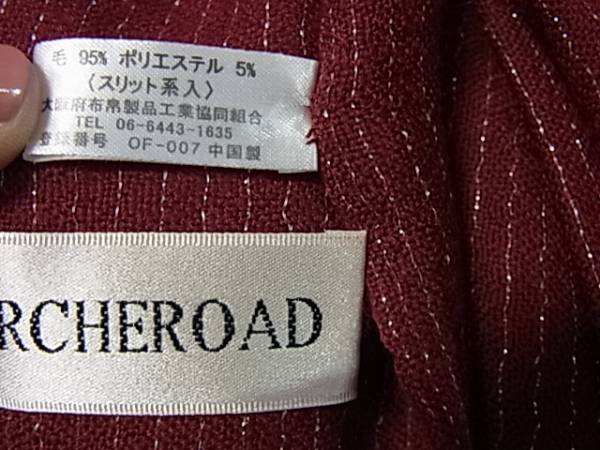 毛 95% ポリエステル 5%
(スリット糸入)
大阪府布帛製品工業協同組合
TEL 06-6443-1635
登録番号 OF-007 中国製
RCHEROAD